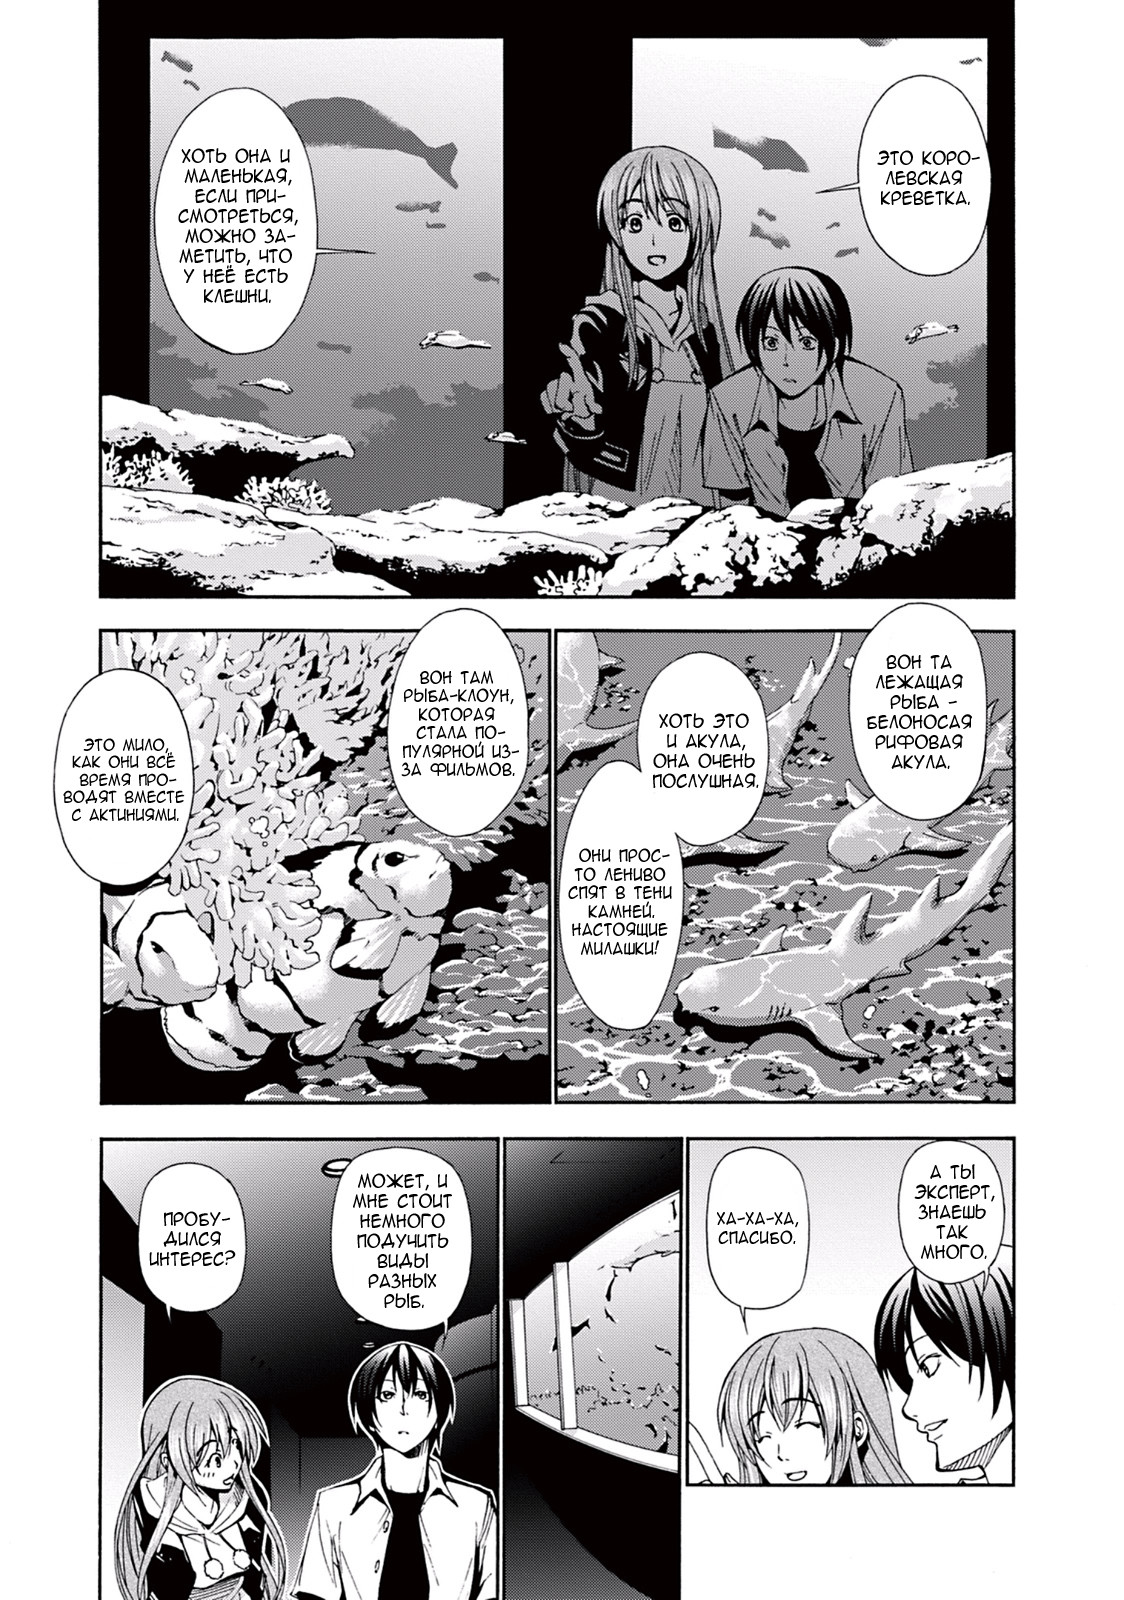 ЭТО КОРО-
ЛЕВСКАЯ
КРЕВЕТКА.
ХОТЬ ОНА И
МАЛЕНЬКАЯ,
ЕСЛИ ПРИ-
СМОТРЕТЬСЯ,
МОЖНО ЗА-
МЕТИТЬ, ЧТО
У НЕЁ ЕСТЬ
КЛЕШНИ.
ВОН ТА
ЛЕЖАЩАЯ
РЫБА -
БЕЛОНОСАЯ
РИФОВАЯ
АКУЛА.
ХОТЬ ЭТО
И АКУЛА,
ОНА ОЧЕНЬ
ПОСЛУШНАЯ.
ОНИ ПРОС-
ТО ЛЕНИВО
СПЯТ В ТЕНИ
КАМНЕЙ.
НАСТОЯЩИЕ
МИЛАШКИ!
ВОН ТАМ
РЫБА-КЛОУН,
КОТОРАЯ
СТАЛА ПО-
ПУЛЯРНОЙ ИЗ-
ЗА ФИЛЬМОВ.
ЭТО МИЛО,
КАК ОНИ ВСЁ
ВРЕМЯ ПРО-
ВОДЯТ ВМЕСТЕ
С АКТИНИЯМИ.
А ТЫ
ЭКСПЕРТ,
ЗНАЕШЬ
ТАК
МНОГО.
ХА-ХА-ХА,
СПАСИБО.
МОЖЕТ, И
МНЕ СТОИТ
НЕМНОГО
ПОДУЧИТЬ
ВИДЫ
РАЗНЫХ
РЫБ.
ПРОБУ-
ДИЛСЯ
ИНТЕРЕС?